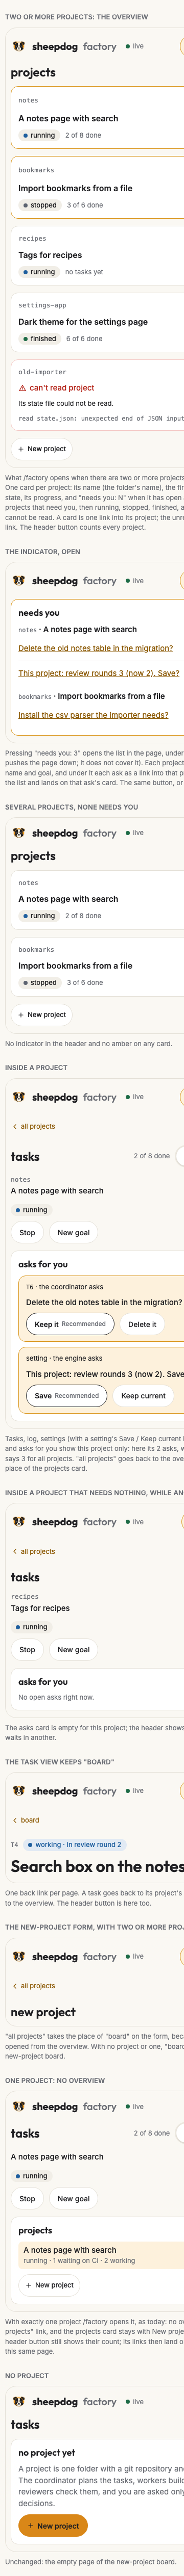 TWO OR MORE PROJECTS: THE OVERVIEW
sheepdog factory live
projects
notes
A notes page with search
running 2 of 8 done
bookmarks
Import bookmarks from a file
stopped 3 of 6 done
recipes
Tags for recipes
running no tasks yet
settings-app
Dark theme for the settings page
finished 6 of 6 done
old-importer
can't read project
Its state file could not be read.
read state.json: unexpected end of JSON input
+ New project
What /factory opens when there are two or more projects
One card per project: its name (the folder's name), the fir
state, its progress, and "needs you: N" when it has open
projects that need you, then running, stopped, finished, a
cannot be read. A card is one link into its project; the unre
link. The header button counts every project.
THE INDICATOR, OPEN
sheepdog factory live
needs you
notes · A notes page with search
Delete the old notes table in the migration?
This project: review rounds 3 (now 2). Save?
bookmarks · Import bookmarks from a file
Install the csv parser the importer needs?
Pressing "needs you: 3" opens the list in the page, under
pushes the page down; it does not cover it). Each project
name and goal, and under it each ask as a link into that p
the list and lands on that ask's card. The same button, or
SEVERAL PROJECTS, NONE NEEDS YOU
sheepdog factory live
projects
notes
A notes page with search
running 2 of 8 done
bookmarks
Import bookmarks from a file
stopped 3 of 6 done
+ New project
No indicator in the header and no amber on any card.
INSIDE A PROJECT
sheepdog factory live
all projects
tasks 2 of 8 done
notes
A notes page with search
running
Stop New goal
asks for you
T6 · the coordinator asks
Delete the old notes table in the migration?
Keep it Recommended Delete it
setting · the engine asks
This project: review rounds 3 (now 2). Save
Save Recommended Keep current
Tasks, log, settings (with a setting's Save / Keep current
and asks for you show this project only: here its 2 asks, w
says 3 for all projects. "all projects" goes back to the over
place of the projects card.
INSIDE A PROJECT THAT NEEDS NOTHING, WHILE AN
sheepdog factory live
all projects
tasks
recipes
Tags for recipes
running
Stop New goal
asks for you
No open asks right now.
The asks card is empty for this project; the header shows
waits in another.
THE TASK VIEW KEEPS "BOARD"
sheepdog factory live
board
T4 working · in review round 2
Search box on the notes
One back link per page. A task goes back to its project's
to the overview. The header button is here too.
THE NEW-PROJECT FORM, WITH TWO OR MORE PROJ
sheepdog factory live
all projects
new project
"all projects" takes the place of "board" on the form, bec
opened from the overview. With no project or one, "board
new-project board.
ONE PROJECT: NO OVERVIEW
sheepdog factory live
tasks 2 of 8 done
A notes page with search
running
Stop New goal
projects
A notes page with search
running · 1 waiting on CI · 2 working
+ New project
With exactly one project /factory opens it, as today: no ov
projects" link, and the projects card stays with New proje
header button still shows their count; its links then land o
this same page.
NO PROJECT
sheepdog factory live
tasks
no project yet
A project is one folder with a git repository an
The coordinator plans the tasks, workers build
reviewers check them, and you are asked only
decisions.
+ New project
Unchanged: the empty page of the new-project board.